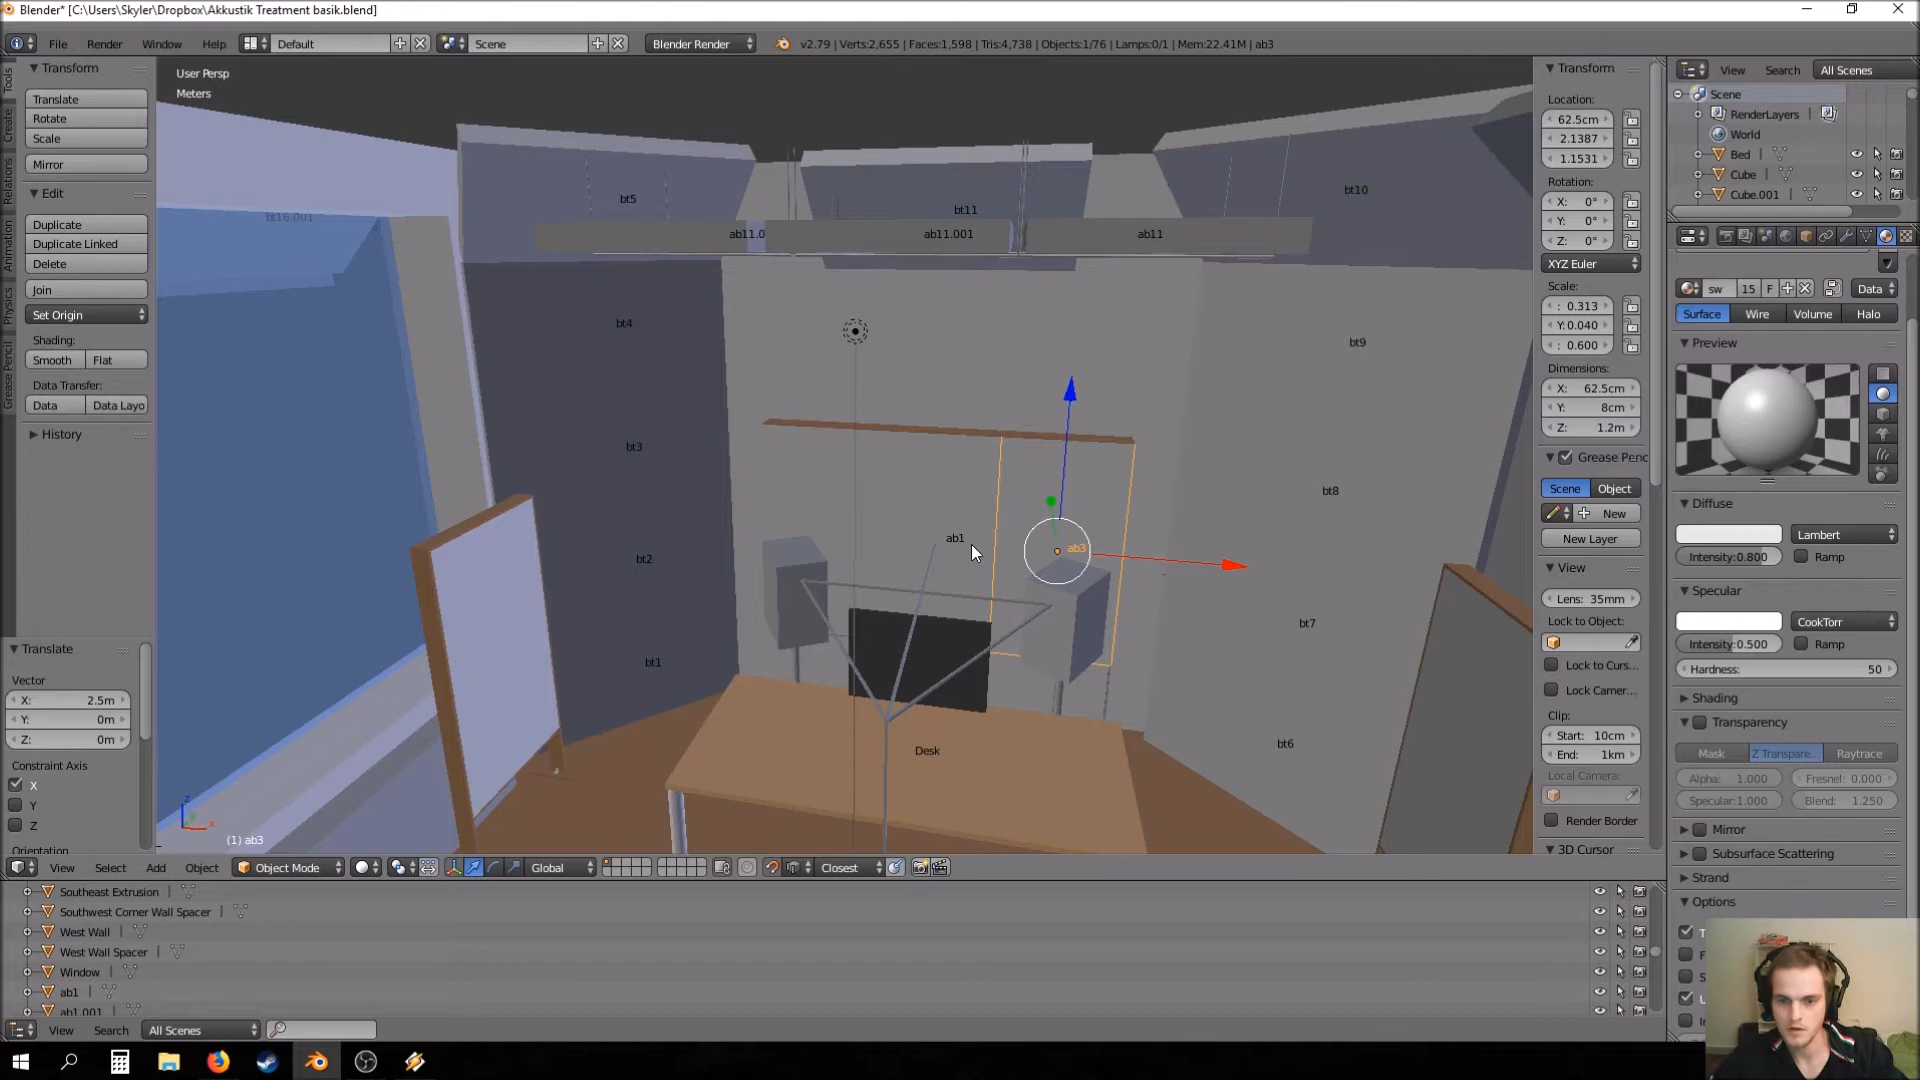 Blender* [C:\Users\Skyler\Dropbox\Akkustik Treatment basik.blend]
File Render Window Help Default Scene Blender Render v2.79 | Verts:2,655 | Faces:1,598 | Tris:4,738 | Objects:1/76 | Lamps:0/1 | Mem:22.41M | ab3
Tools
Create
Relations
Animation
Physics
Grease Pencil
Transform
Translate
Rotate
Scale
Mirror
Edit
Duplicate
Duplicate Linked
Delete
Join
Set Origin
Shading:
Smooth Flat
Data Transfer:
Data Data Layo
History
Translate
Vector
X: 2.5m
Y: 0m
Z: 0m
Constraint Axis
X
Y
Z
Orientation
User Persp
Meters
bt16.001
bt5
bt11
bt10
ab11.0
ab11.001
ab11
bt4
bt9
bt3
bt8
ab1
ab3
bt2
bt7
bt1
bt6
Desk
(1) ab3
Transform
Location:
62.5cm
2.1387
1.1531
Rotation:
X: 0°
Y: 0°
Z: 0°
XYZ Euler
Scale:
: 0.313
Y:0.040
: 0.600
Dimensions:
X: 62.5cm
Y: 8cm
Z: 1.2m
Grease Penc
Scene Object
New
New Layer
View
Lens: 35mm
Lock to Object:
Lock to Curs...
Lock Camer...
Clip:
Start: 10cm
End: 1km
Local Camera:
Render Border
3D Cursor
View Search All Scenes
Scene
RenderLayers
World
Bed
Cube
Cube.001
sw 15 F Data
Surface Wire Volume Halo
Preview
Diffuse
Lambert
Intensity:0.800 Ramp
Specular
CookTorr
Intensity:0.500 Ramp
Hardness: 50
Shading
Transparency
Mask Z Transpare... Raytrace
Alpha: 1.000 Fresnel: 0.000
Specular:1.000 Blend: 1.250
Mirror
Subsurface Scattering
Strand
Options
View Select Add Object Object Mode Global Closest
Southeast Extrusion
Southwest Corner Wall Spacer
West Wall
West Wall Spacer
Window
ab1
ab1.001
View Search All Scenes